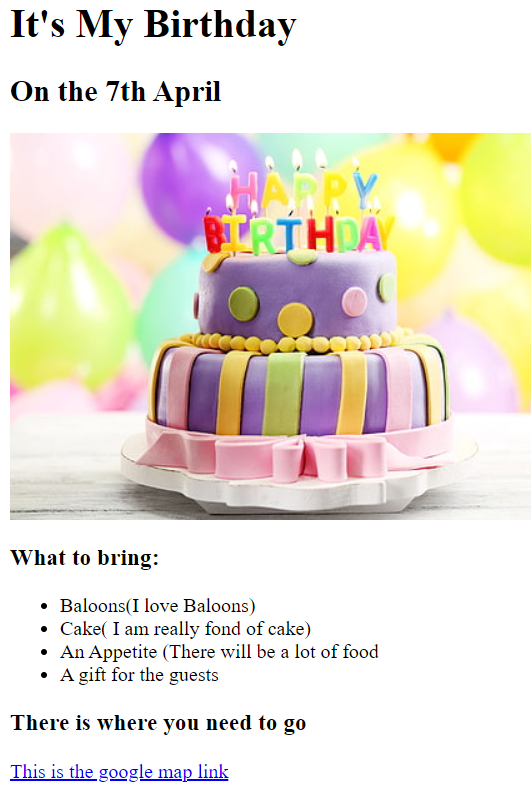 It's My Birthday
On the 7th April
HAPPY
BIRTHDAY
What to bring:
Baloons(I love Baloons)
Cake( I am really fond of cake)
An Appetite (There will be a lot of food
A gift for the guests
There is where you need to go
This is the google map link